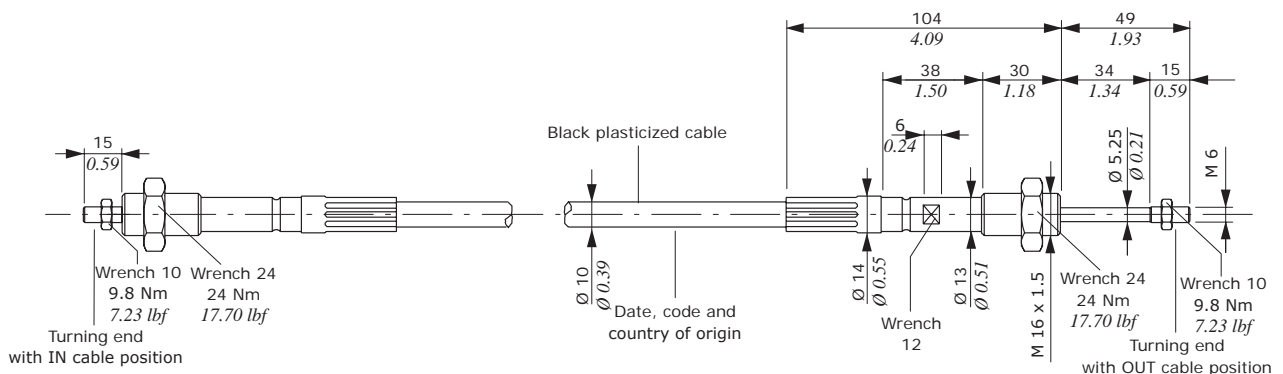 104
4.09
49
1.93
38
1.50
30
1.18
34
1.34
15
0.59
Black plasticized cable
6
0.24
15
0.59
Ø 5.25
Ø 0.21
M 6
Wrench 10
9.8 Nm
7.23 lbf
Wrench 24
24 Nm
17.70 lbf
Turning end
with IN cable position
Ø 10
Ø 0.39
Date, code and
country of origin
Ø 14
Ø 0.55
Wrench
12
Ø 13
Ø 0.51
M 16 x 1.5
Wrench 24
24 Nm
17.70 lbf
Wrench 10
9.8 Nm
7.23 lbf
Turning end
with OUT cable position